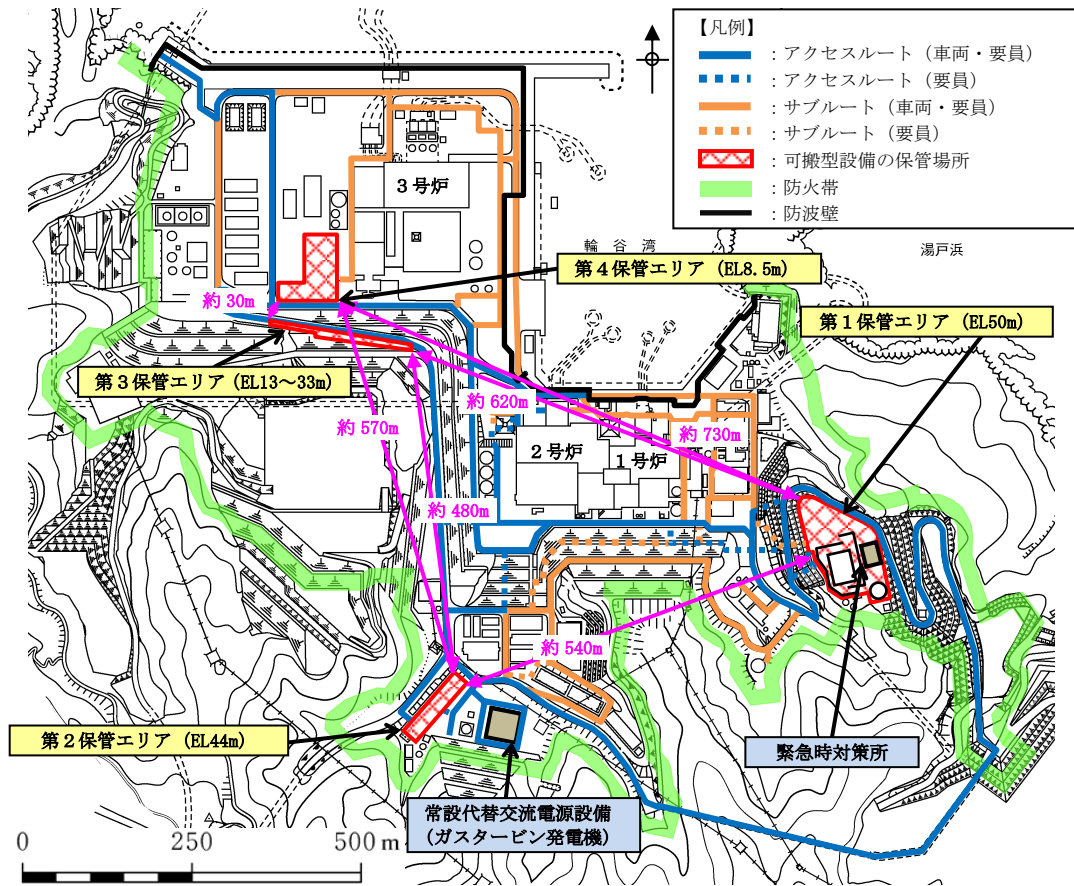 【凡例】
：アクセスルート（車両・要員）
：アクセスルート（要員）
：サブルート（車両・要員）
：サブルート（要員）
：可搬型設備の保管場所
：防火帯
：防波壁
３号炉
輪谷湾
湯戸浜
第４保管エリア（EL8.5m）
約 30m
第１保管エリア（EL50m）
第３保管エリア（EL13～33m）
約 620m
約 570m
約 730m
２号炉
１号炉
約 480m
約 540m
第２保管エリア（EL44m）
緊急時対策所
常設代替交流電源設備
（ガスタービン発電機）
0 250 500 m